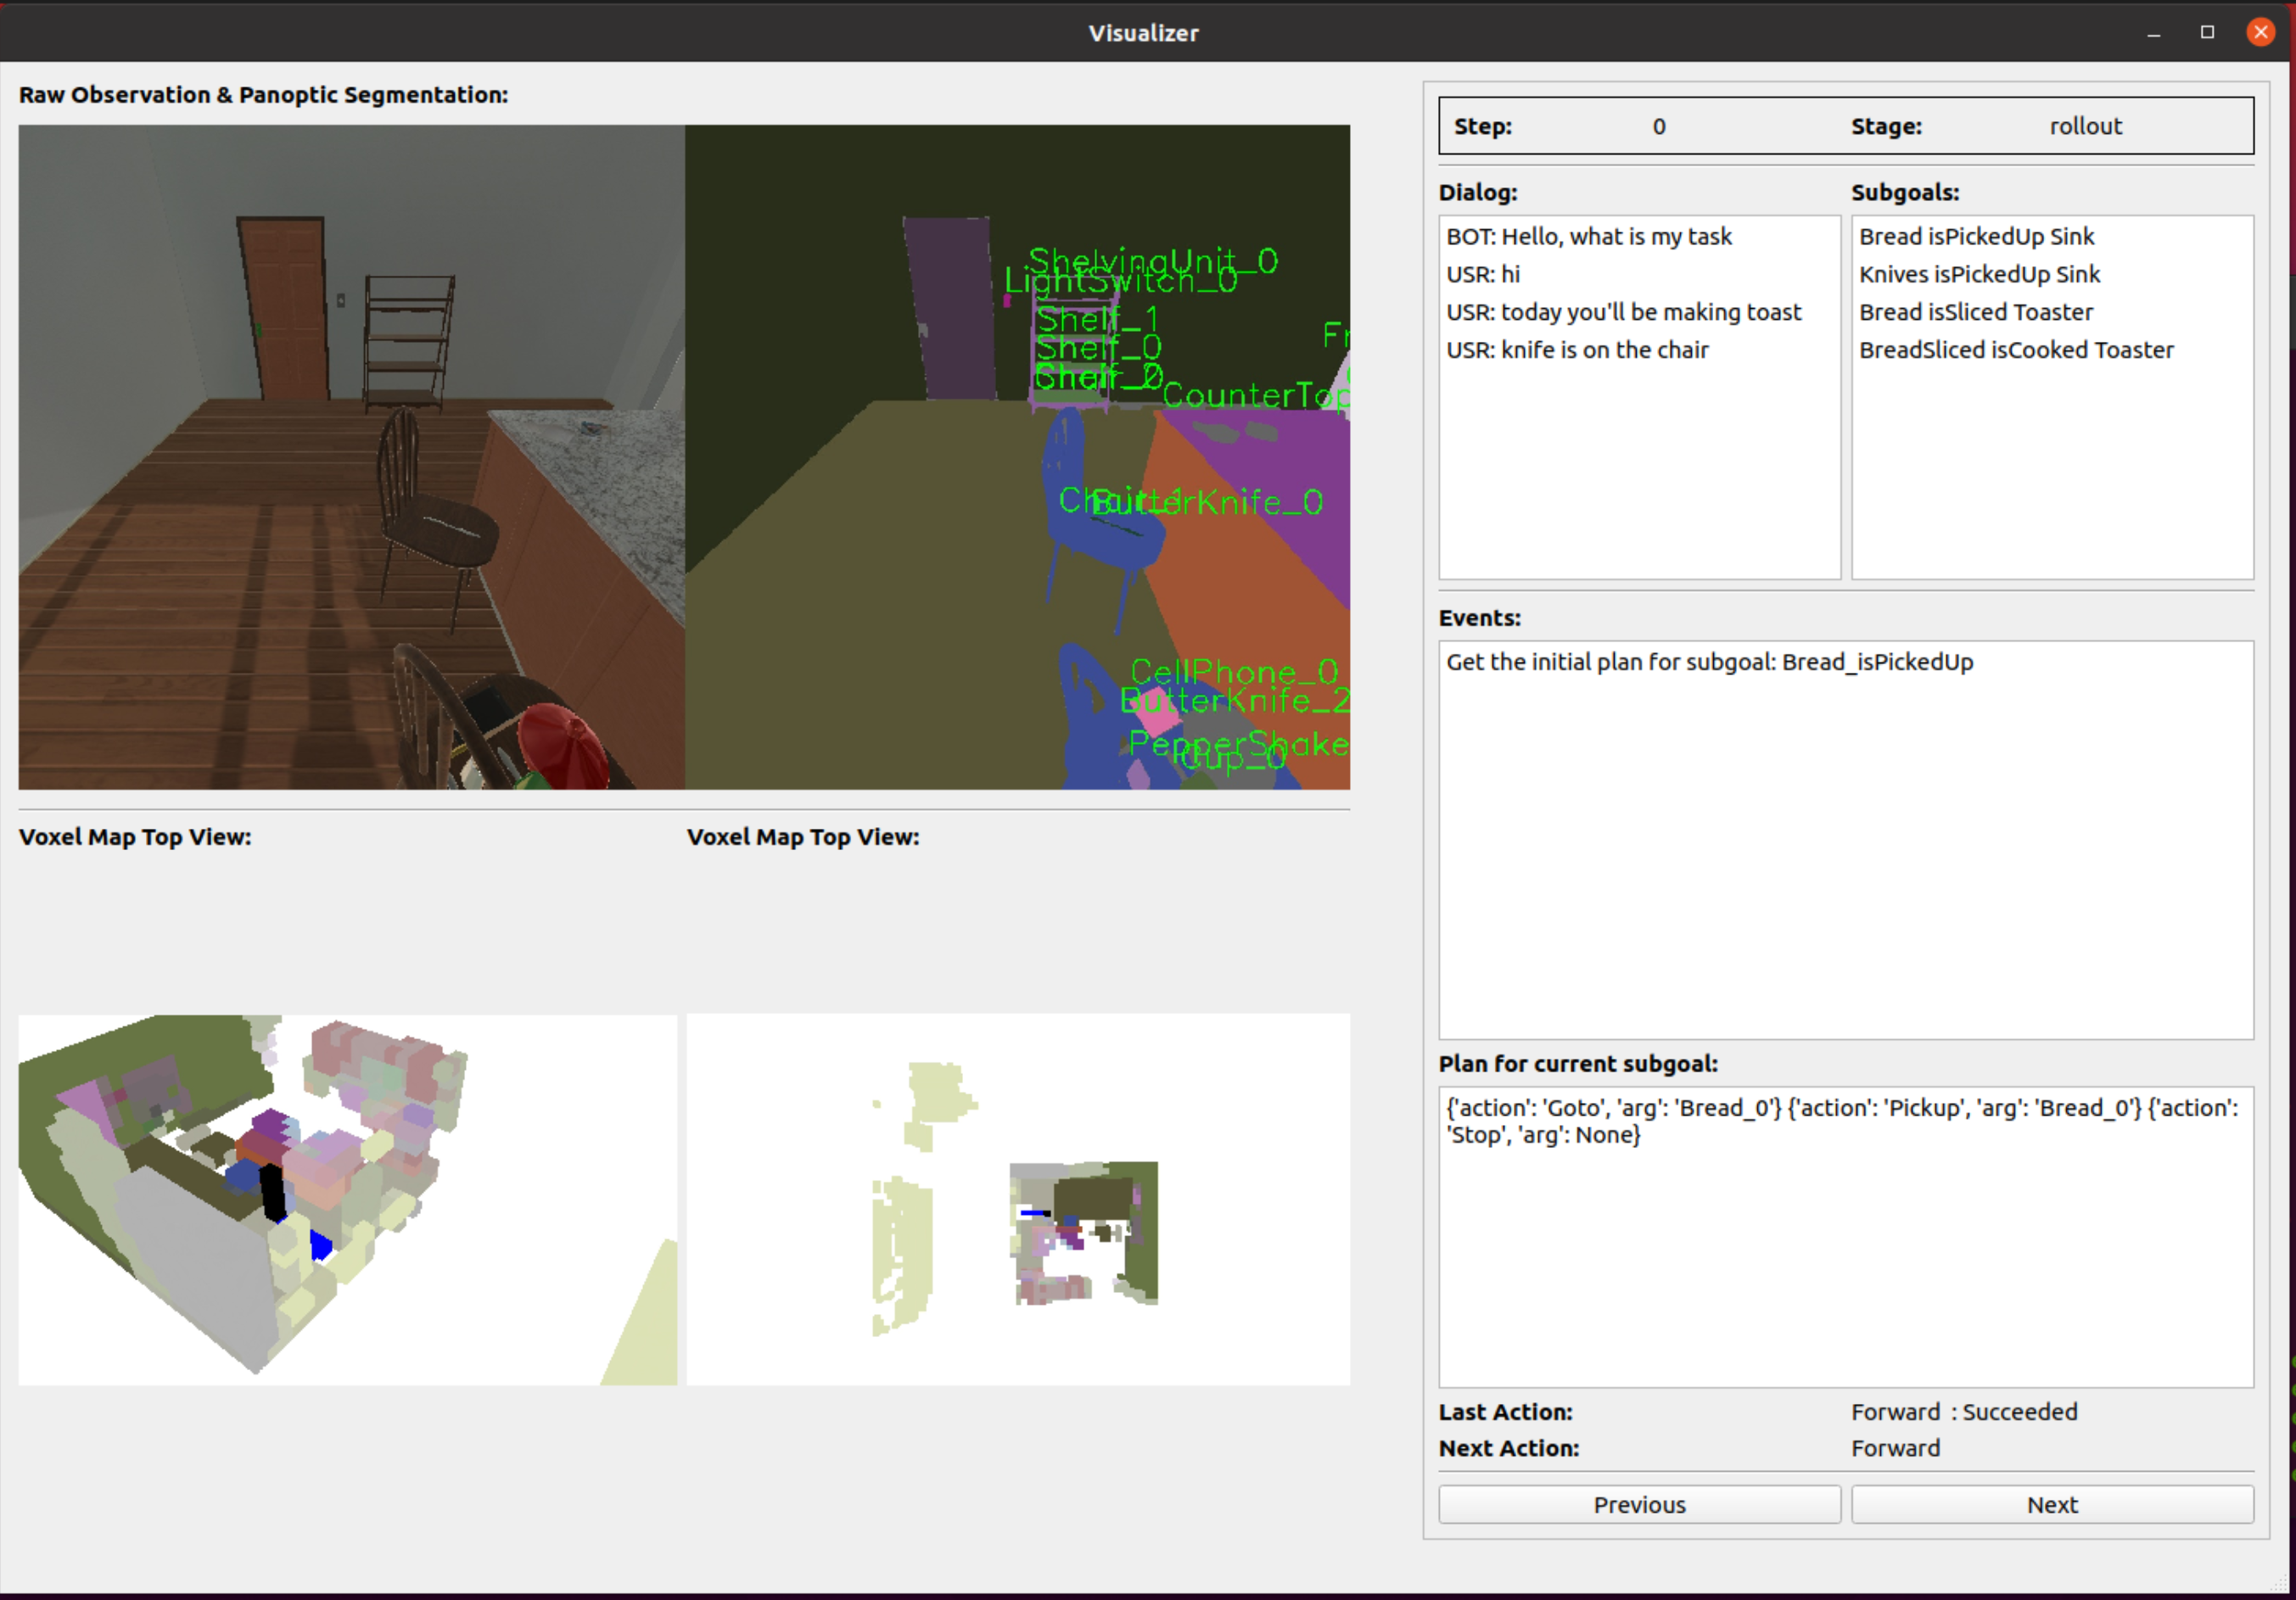 Visualizer
Raw Observation & Panoptic Segmentation:
ShelvingUnit_0
LightSwitch_0
Shelf_1
Fr
Shelf_0
CounterTop
ButterKnife_0
CellPhone_0
ButterKnife_2
PepperShake
Cup_0
Voxel Map Top View:
Voxel Map Top View:
Step: 0 Stage: rollout
Dialog:
BOT: Hello, what is my task
USR: hi
USR: today you'll be making toast
USR: knife is on the chair
Subgoals:
Bread isPickedUp Sink
Knives isPickedUp Sink
Bread isSliced Toaster
BreadSliced isCooked Toaster
Events:
Get the initial plan for subgoal: Bread_isPickedUp
Plan for current subgoal:
{'action': 'Goto', 'arg': 'Bread_0'} {'action': 'Pickup', 'arg': 'Bread_0'} {'action':
'Stop', 'arg': None}
Last Action: Forward : Succeeded
Next Action: Forward
Previous Next